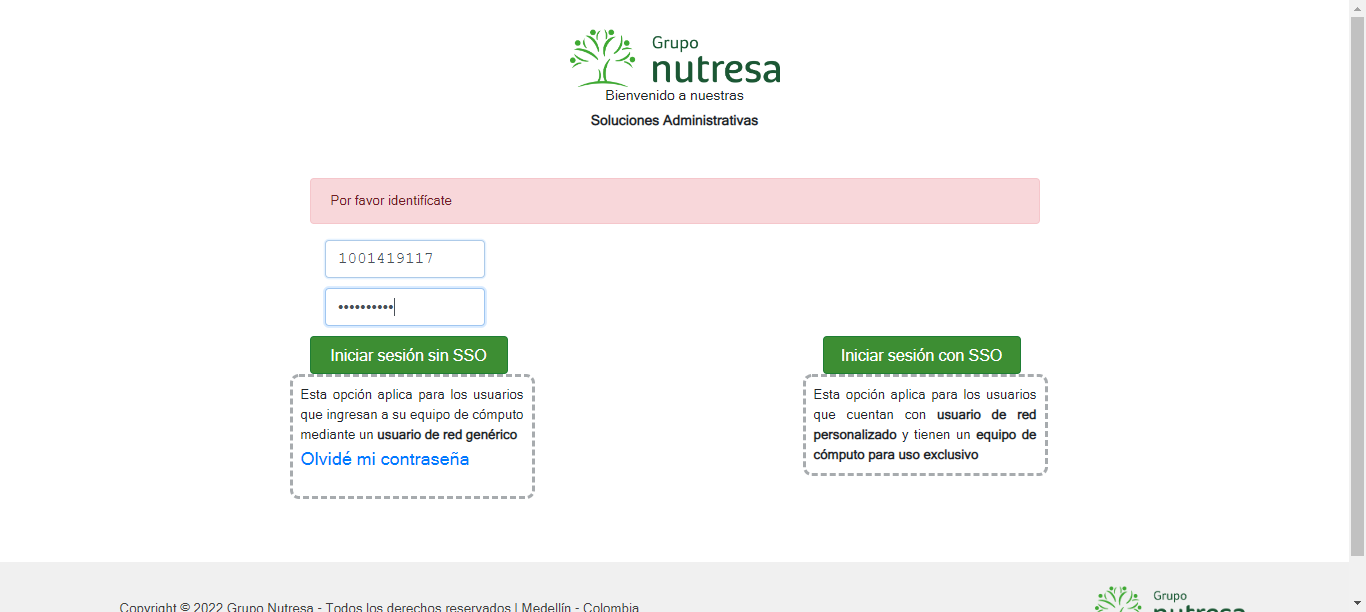 Grupo
nutresa
Bienvenido a nuestras
Soluciones Administrativas
Por favor identifícate
1001419117
••••••••••
Iniciar sesión sin SSO
Esta opción aplica para los usuarios
que ingresan a su equipo de cómputo
mediante un usuario de red genérico
Olvidé mi contraseña
Iniciar sesión con SSO
Esta opción aplica para los usuarios
que cuentan con usuario de red
personalizado y tienen un equipo de
cómputo para uso exclusivo
Copyright © 2022 Grupo Nutresa - Todos los derechos reservados | Medellín - Colombia
Grupo
nutresa